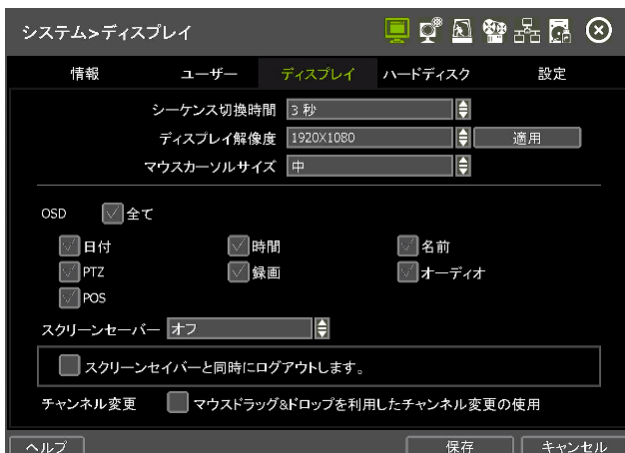 システム>ディスプレイ
情報 ユーザー ディスプレイ ハードディスク 設定
シーケンス切換時間 3 秒
ディスプレイ解像度 1920X1080 適用
マウスカーソルサイズ 中
OSD 全て
日付 時間 名前
PTZ 録画 オーディオ
POS
スクリーンセーバー オフ
スクリーンセイバーと同時にログアウトします。
チャンネル変更 マウスドラッグ&ドロップを利用したチャンネル変更の使用
ヘルプ 保存 キャンセル